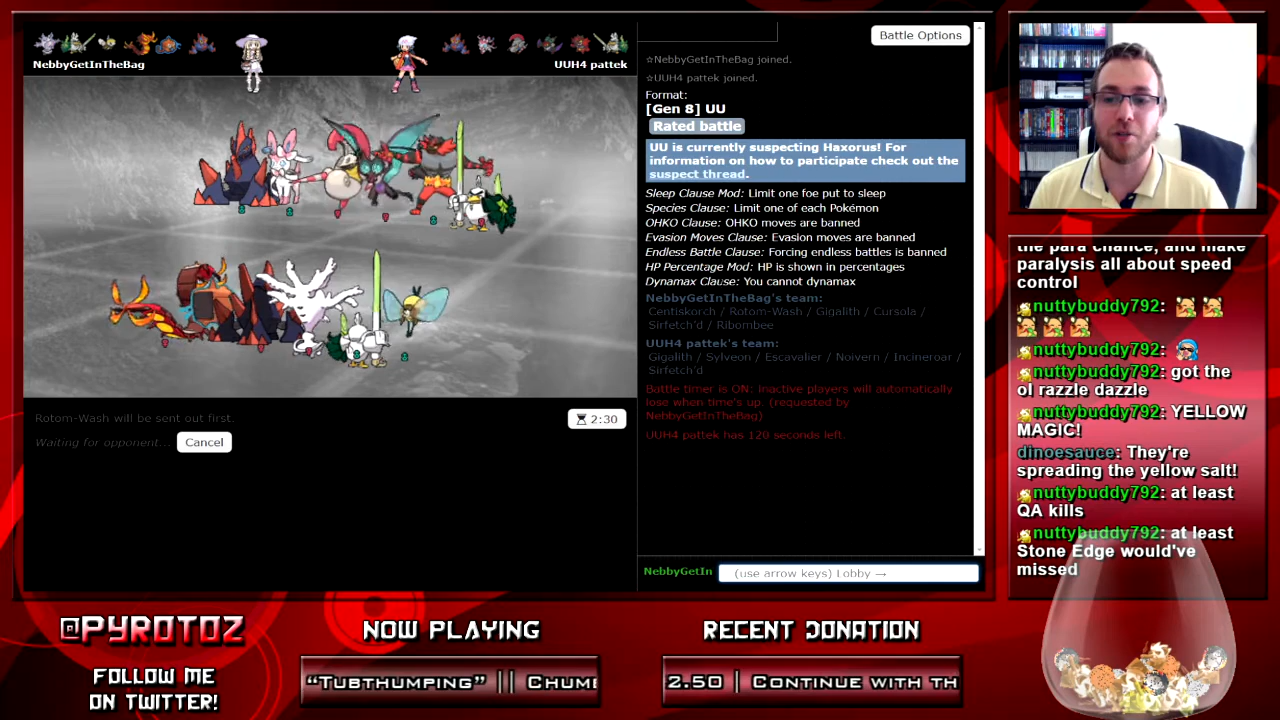 NebbyGetInTheBag
UUH4 pattek
Battle Options
☆NebbyGetInTheBag joined.
☆UUH4 pattek joined.
Format:
[Gen 8] UU
Rated battle
UU is currently suspecting Haxorus! For
information on how to participate check out the
suspect thread.
Sleep Clause Mod: Limit one foe put to sleep
Species Clause: Limit one of each Pokémon
OHKO Clause: OHKO moves are banned
Evasion Moves Clause: Evasion moves are banned
Endless Battle Clause: Forcing endless battles is banned
HP Percentage Mod: HP is shown in percentages
Dynamax Clause: You cannot dynamax
NebbyGetInTheBag's team:
Centiskorch / Rotom-Wash / Gigalith / Cursola /
Sirfetch'd / Ribombee
UUH4 pattek's team:
Gigalith / Sylveon / Escavalier / Noivern / Incineroar /
Sirfetch'd
Battle timer is ON: inactive players will automatically
lose when time's up. (requested by
NebbyGetInTheBag)
UUH4 pattek has 120 seconds left.
Rotom-Wash will be sent out first.
2:30
Waiting for opponent... Cancel
NebbyGetIn (use arrow keys) Lobby →
the para chance, and make
paralysis all about speed
control
nuttybuddy792:
nuttybuddy792:
nuttybuddy792: got the
ol razzle dazzle
nuttybuddy792: YELLOW
MAGIC!
dinoesauce: They're
spreading the yellow salt!
nuttybuddy792: at least
QA kills
nuttybuddy792: at least
Stone Edge would've
missed
@PYROTOZ
FOLLOW ME
ON TWITTER!
NOW PLAYING
"TUBTHUMPING" || CHUMB
RECENT DONATION
2.50 | CONTINUE WITH TH